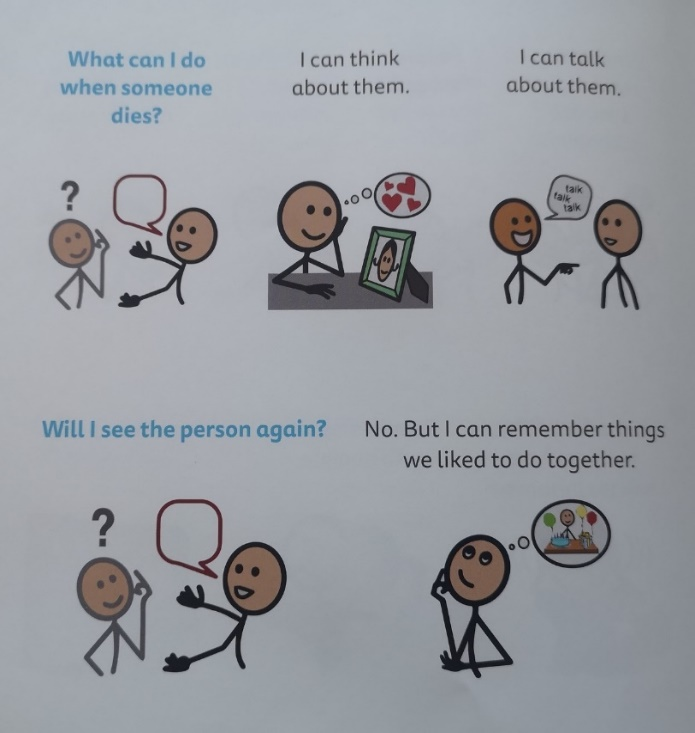 What can I do
when someone
dies?
I can think
about them.
I can talk
about them.
?
talk
talk
talk
Will I see the person again?
No. But I can remember things
we liked to do together.
?